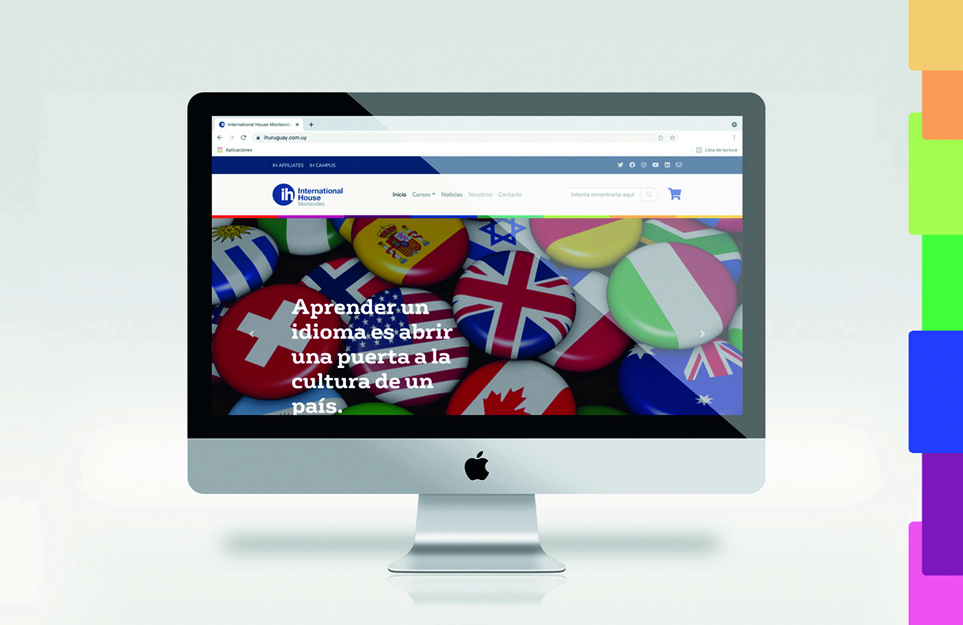 International House Montevideo
ihuruguay.com.uy
Aplicaciones
Lista de lectura
IH AFFILIATES IH CAMPUS
ih International
House
Montevideo
Inicio Cursos Noticias Nosotros Contacto
Intenta encontrarlo aquí
Aprender un
idioma es abrir
una puerta a la
cultura de un
país.